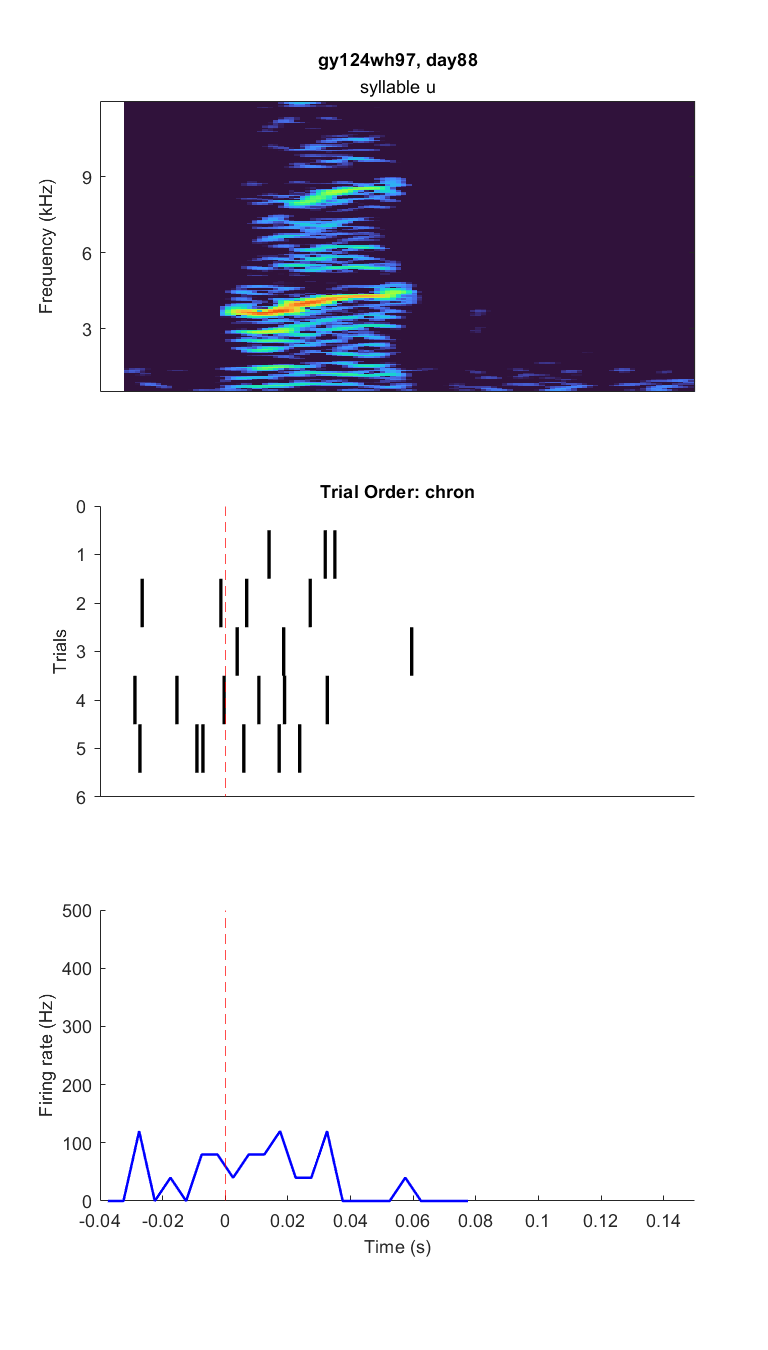 gy124wh97, day88
syllable u
9
6
3
Frequency (kHz)
Trial Order: chron
0
1
2
3
4
5
6
Trials
500
400
300
200
100
0
Firing rate (Hz)
-0.04 -0.02 0 0.02 0.04 0.06 0.08 0.1 0.12 0.14
Time (s)